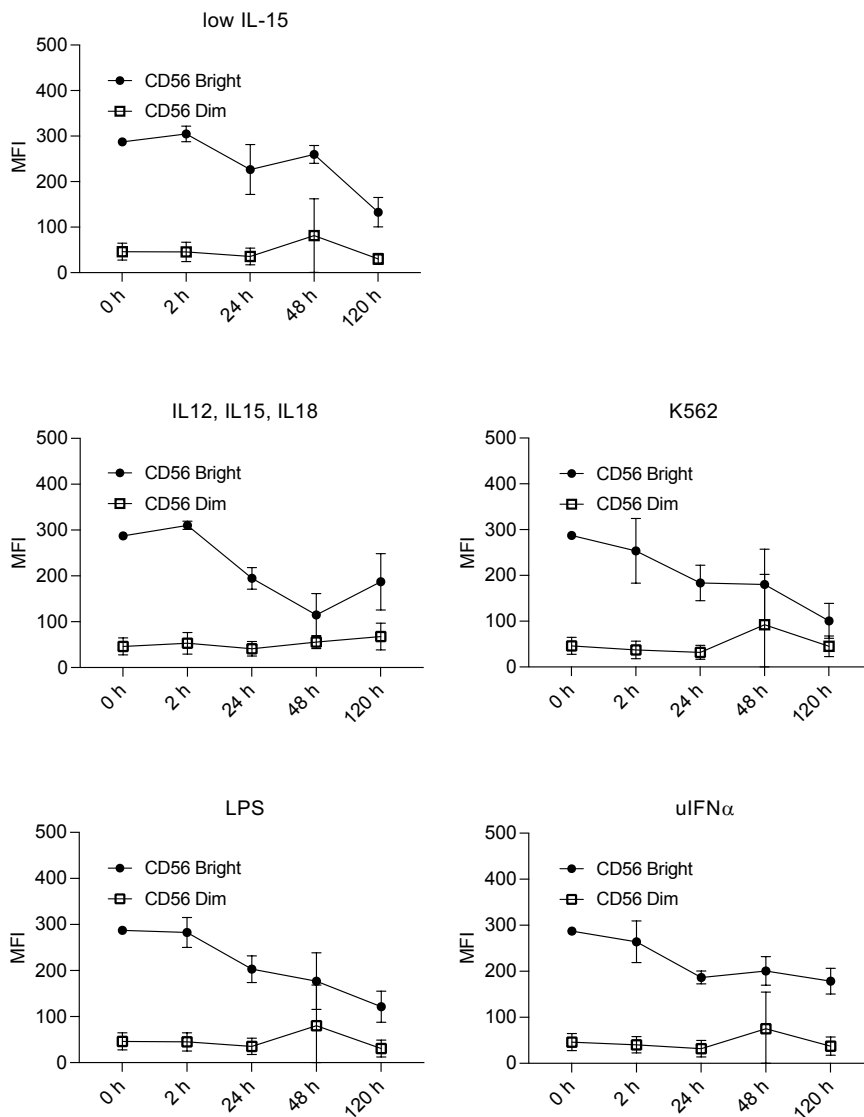 low IL-15
500
400
300
200
100
0
MFI
CD56 Bright
CD56 Dim
0 h
2 h
24 h
48 h
120 h
IL12, IL15, IL18
500
400
300
200
100
0
MFI
CD56 Bright
CD56 Dim
0 h
2 h
24 h
48 h
120 h
K562
500
400
300
200
100
0
MFI
CD56 Bright
CD56 Dim
0 h
2 h
24 h
48 h
120 h
LPS
500
400
300
200
100
0
MFI
CD56 Bright
CD56 Dim
0 h
2 h
24 h
48 h
120 h
uIFNα
500
400
300
200
100
0
MFI
CD56 Bright
CD56 Dim
0 h
2 h
24 h
48 h
120 h